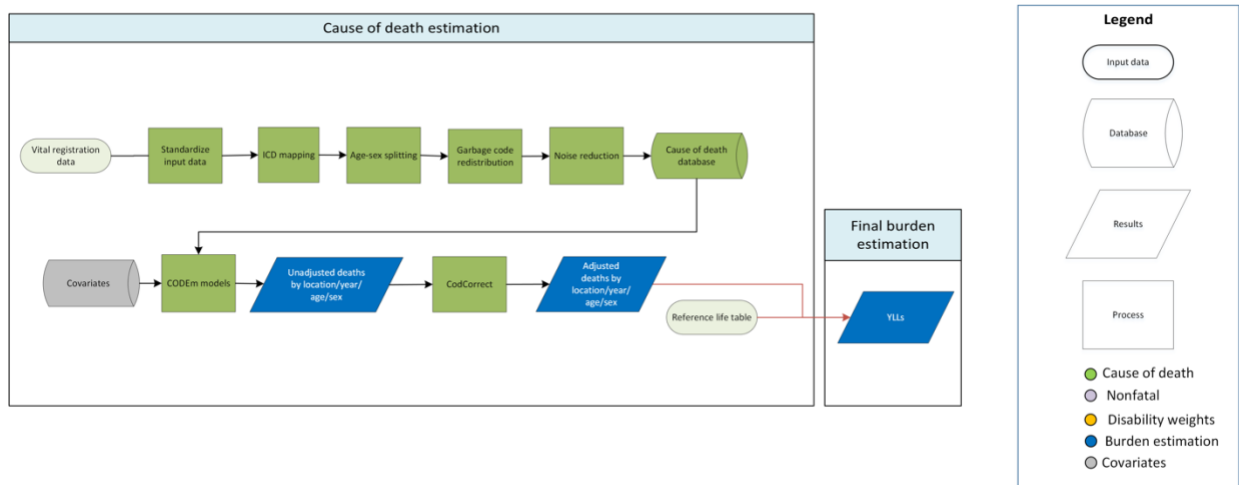 Cause of death estimation
Vital registration
data
Standardize
input data
ICD mapping
Age-sex splitting
Garbage code
redistribution
Noise reduction
Cause of death
database
Covariates
CODEm models
Unadjusted deaths
by location/year/
age/sex
CodCorrect
Adjusted
deaths by
location/year/
age/sex
Reference life table
Final burden
estimation
YLLs
Legend
Input data
Database
Results
Process
Cause of death
Nonfatal
Disability weights
Burden estimation
Covariates